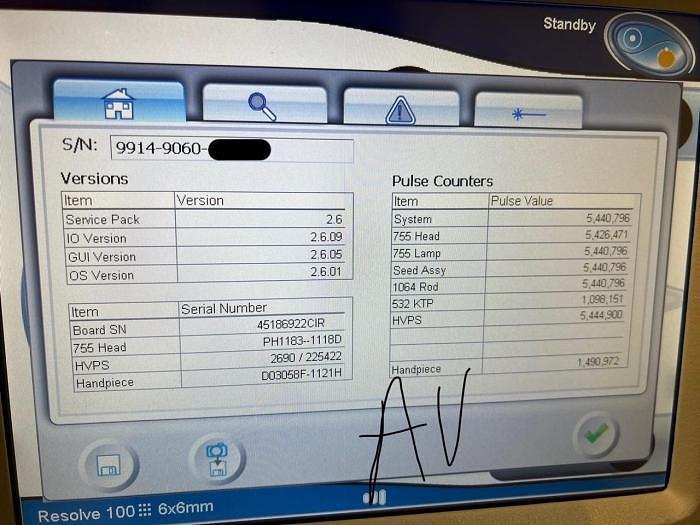 Standby
S/N: 9914-9060-
Versions
Item Version
Service Pack 2.6
IO Version 2.6.09
GUI Version 2.6.05
OS Version 2.6.01
Item Serial Number
Board SN 45186922CIR
755 Head PH1183--1118D
HVPS 2690 / 225422
Handpiece D03058F-1121H
Pulse Counters
Item Pulse Value
System 5,440,796
755 Head 5,426,471
755 Lamp 5,440,796
Seed Assy 5,440,796
1064 Rod 5,440,796
532 KTP 1,098,151
HVPS 5,444,900
Handpiece 1,490,972
AV
Resolve 100 6x6mm